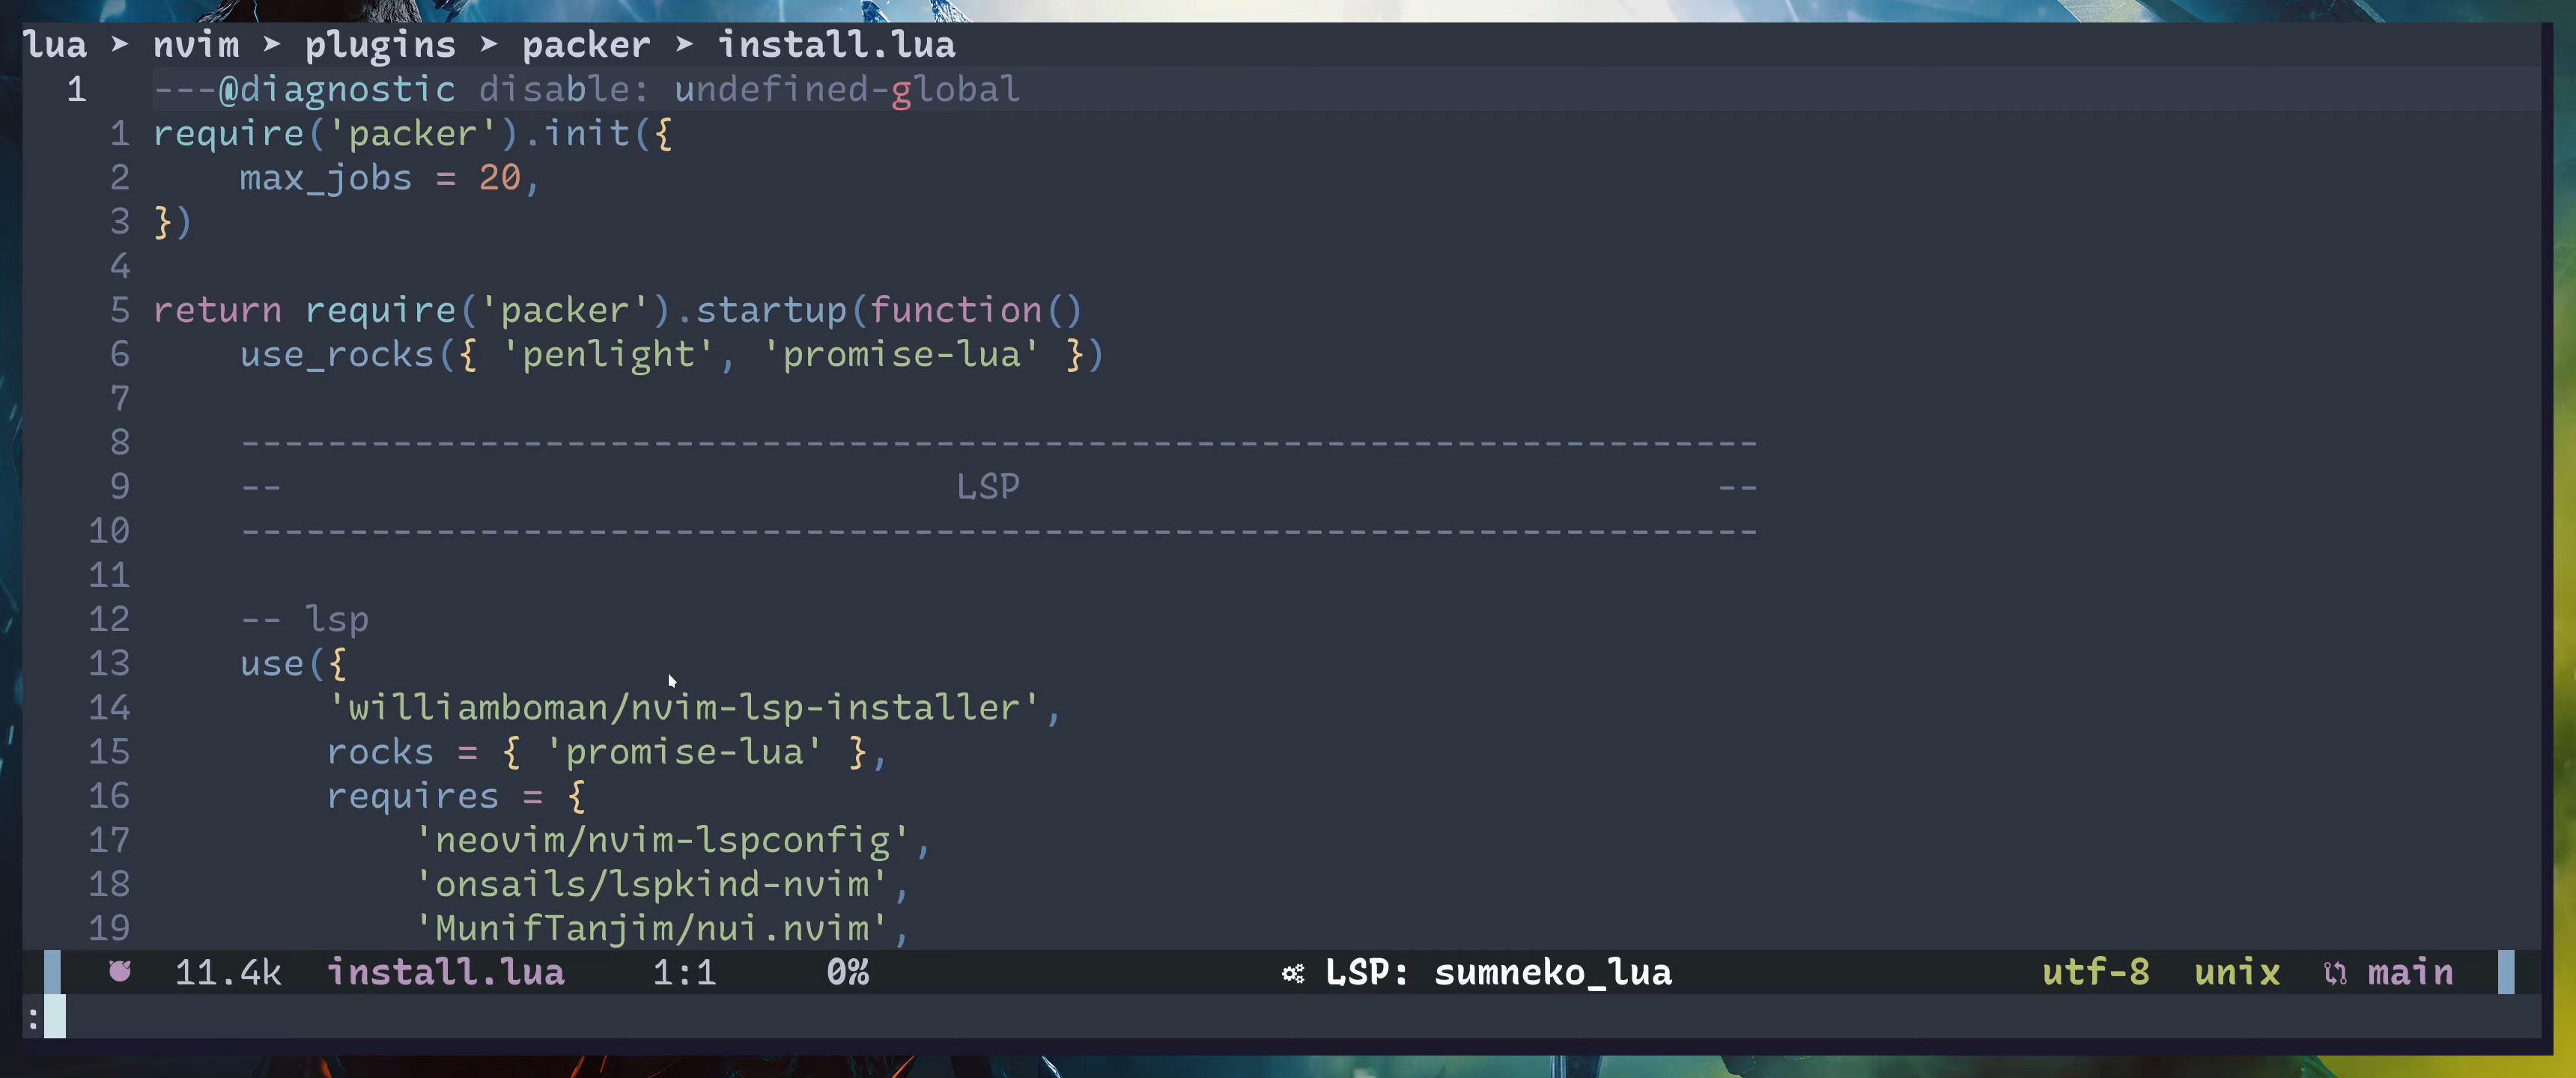 lua ➤ nvim ➤ plugins ➤ packer ➤ install.lua
1 ---@diagnostic disable: undefined-global
1 require('packer').init({
2 max_jobs = 20,
3 })
4
5 return require('packer').startup(function()
6 use_rocks({ 'penlight', 'promise-lua' })
7
8 ----------------------------------------------------------------------
9 -- LSP --
10 ----------------------------------------------------------------------
11
12 -- lsp
13 use({
14 'williamboman/nvim-lsp-installer',
15 rocks = { 'promise-lua' },
16 requires = {
17 'neovim/nvim-lspconfig',
18 'onsails/lspkind-nvim',
19 'MunifTanjim/nui.nvim',
11.4k install.lua 1:1 0% LSP: sumneko_lua utf-8 unix main
: